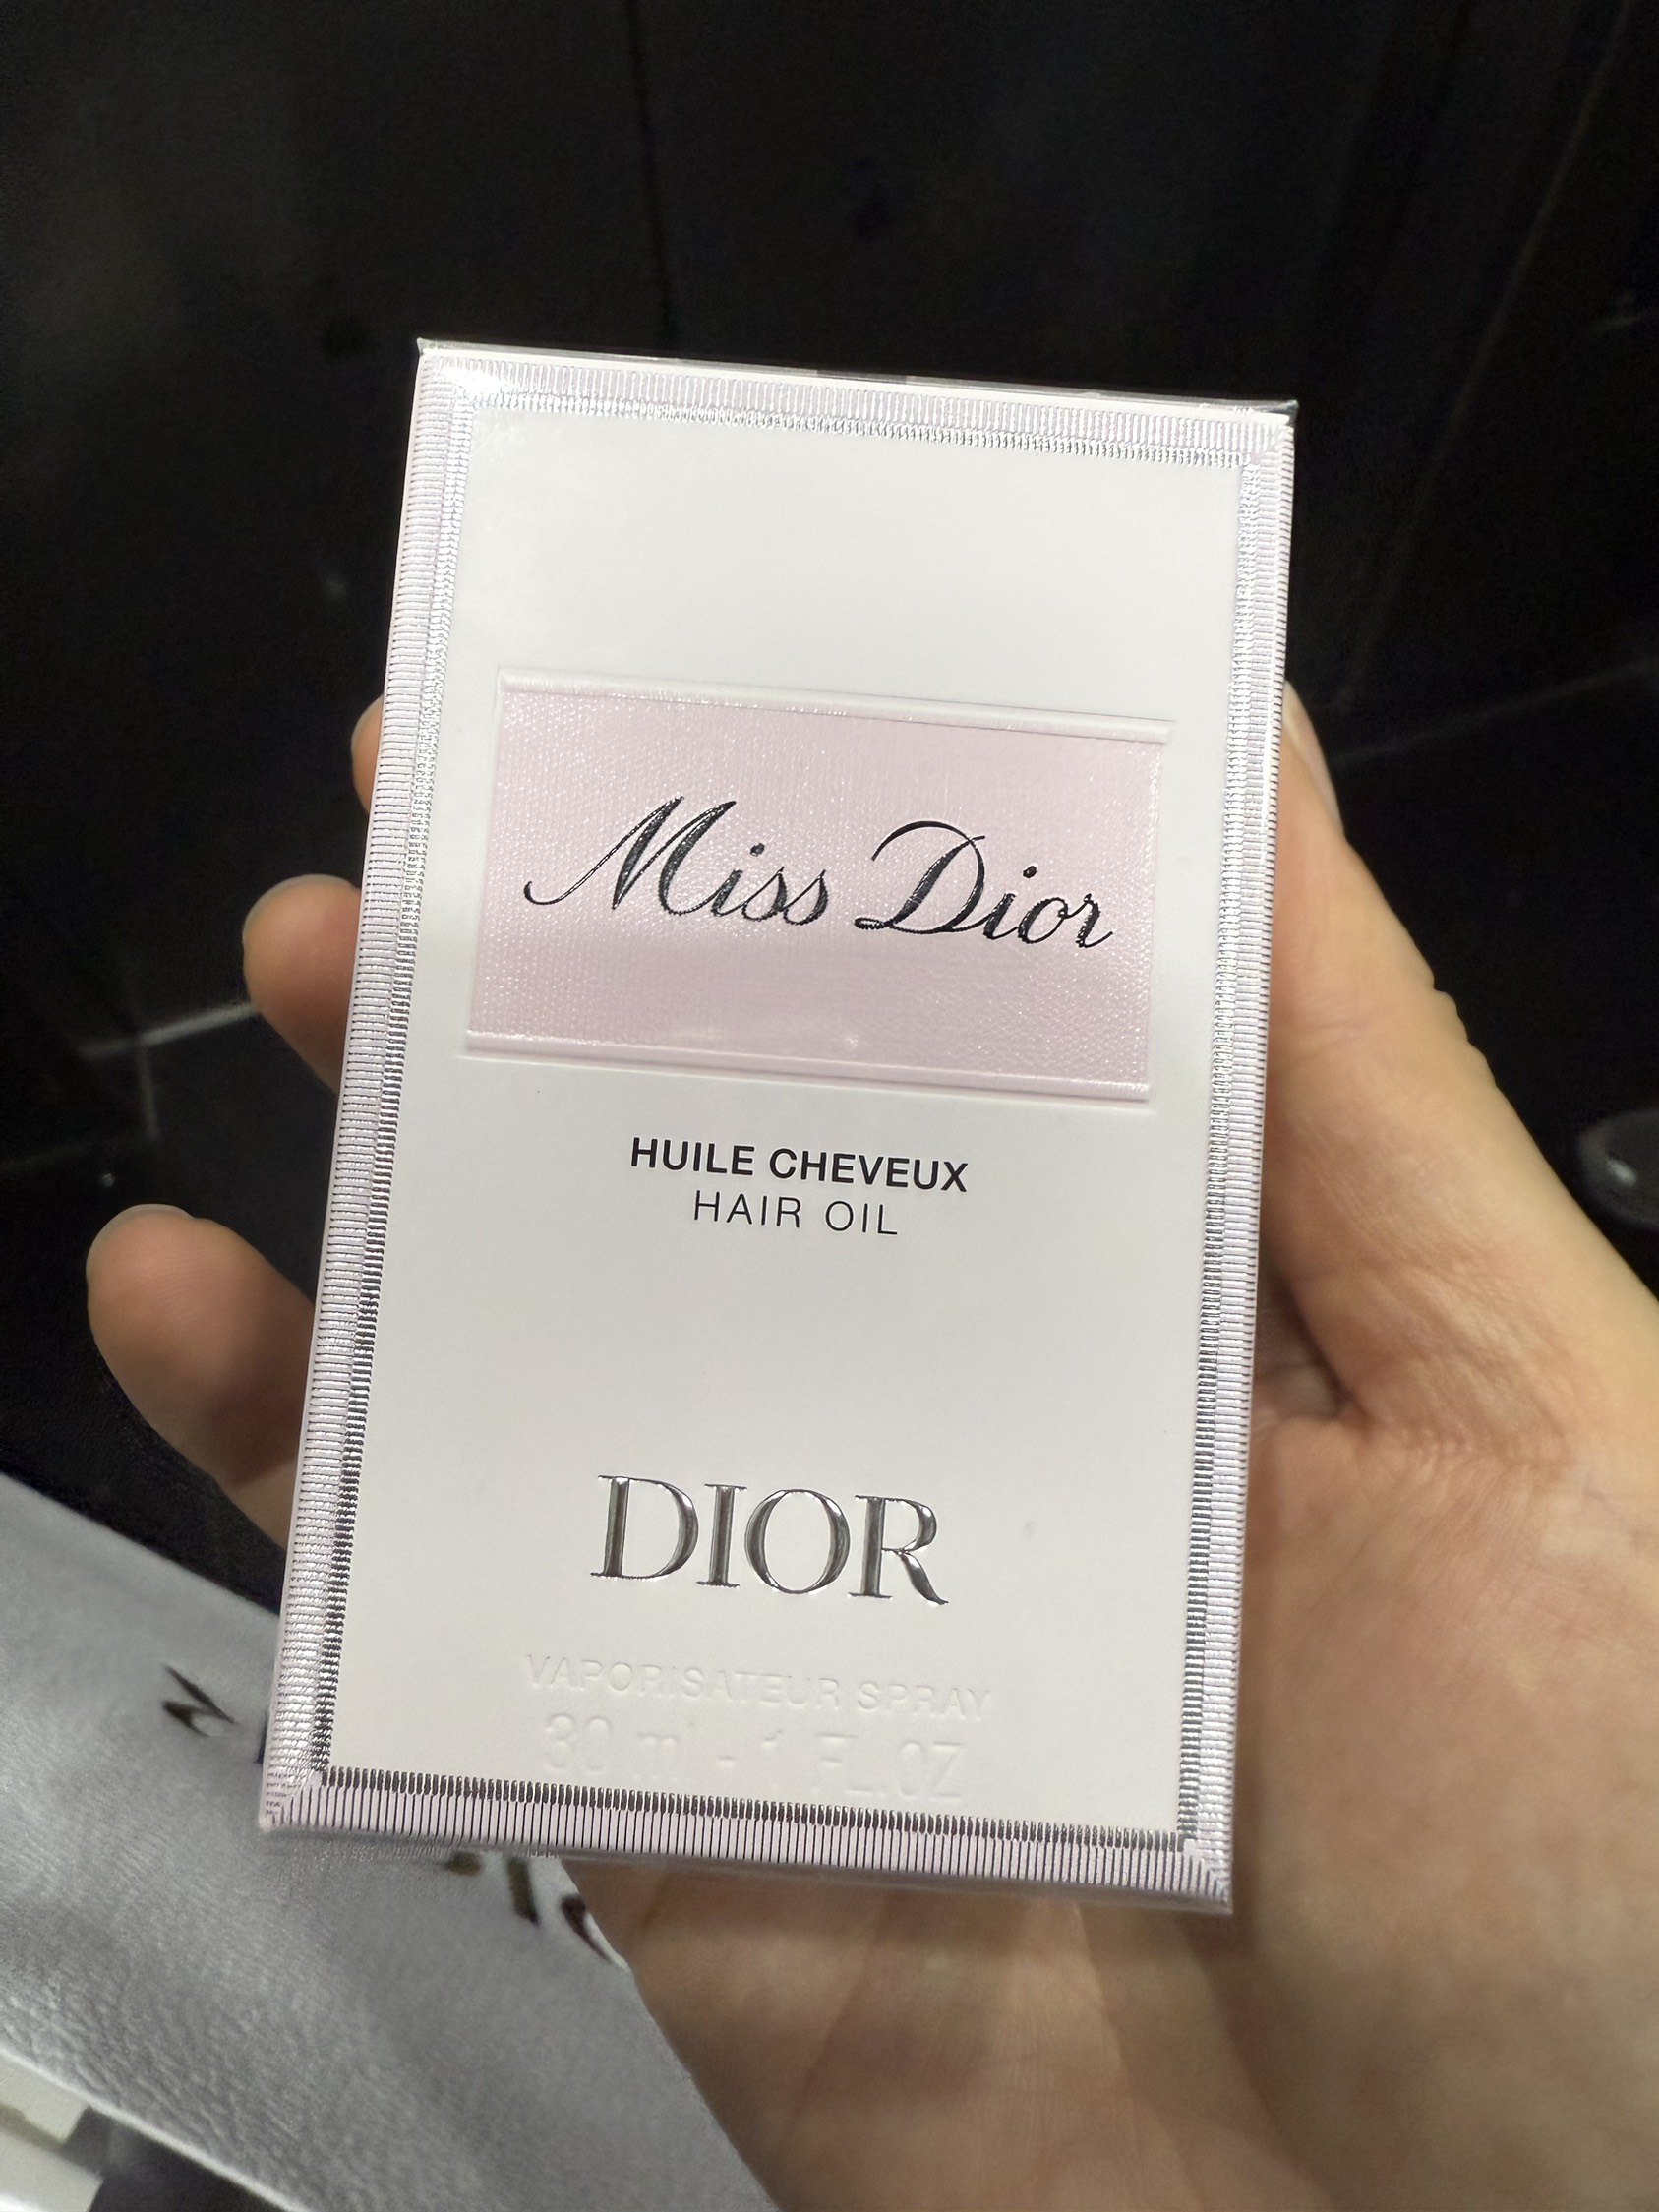 Miss Dior
HUILE CHEVEUX
HAIR OIL
DIOR
VAPORISATEUR SPRAY
30 ml - 1 FL.OZ